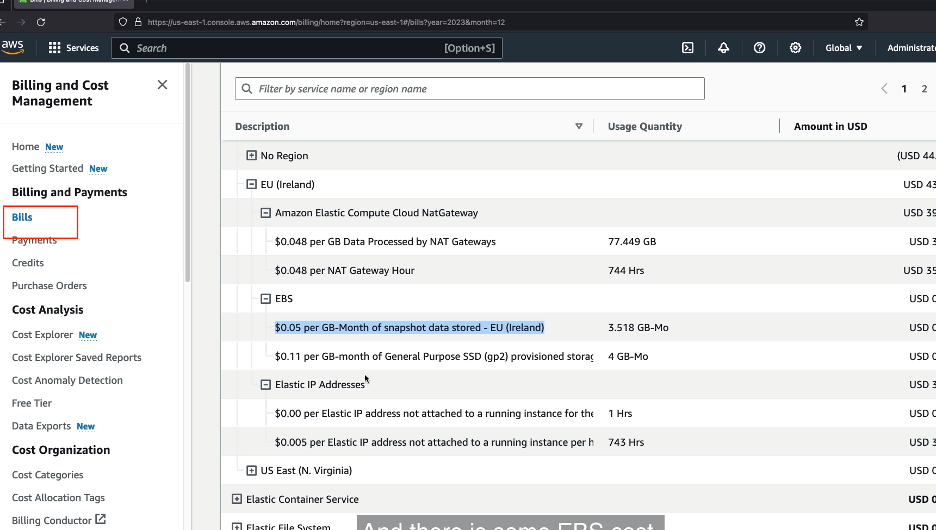 https://us-east-1.console.aws.amazon.com/billing/home?region=us-east-1#/bills?year=2023&month=12
aws
Services
Search
[Option+S]
Global
Administrat
Billing and Cost
Management
Home New
Getting Started New
Billing and Payments
Bills
Payments
Credits
Purchase Orders
Cost Analysis
Cost Explorer New
Cost Explorer Saved Reports
Cost Anomaly Detection
Free Tier
Data Exports New
Cost Organization
Cost Categories
Cost Allocation Tags
Billing Conductor
Filter by service name or region name
1 2
Description Usage Quantity Amount in USD
No Region (USD 44.
EU (Ireland) USD 43
Amazon Elastic Compute Cloud NatGateway USD 39
$0.048 per GB Data Processed by NAT Gateways 77.449 GB USD 3
$0.048 per NAT Gateway Hour 744 Hrs USD 35
EBS USD 0
$0.05 per GB-Month of snapshot data stored - EU (Ireland) 3.518 GB-Mo USD 0
$0.11 per GB-month of General Purpose SSD (gp2) provisioned storag 4 GB-Mo USD 0
Elastic IP Addresses USD 3
$0.00 per Elastic IP address not attached to a running instance for the 1 Hrs USD 0
$0.005 per Elastic IP address not attached to a running instance per h 743 Hrs USD 3
US East (N. Virginia) USD 0
Elastic Container Service USD 0
Elastic File System USD 0
And there is some EBS cost